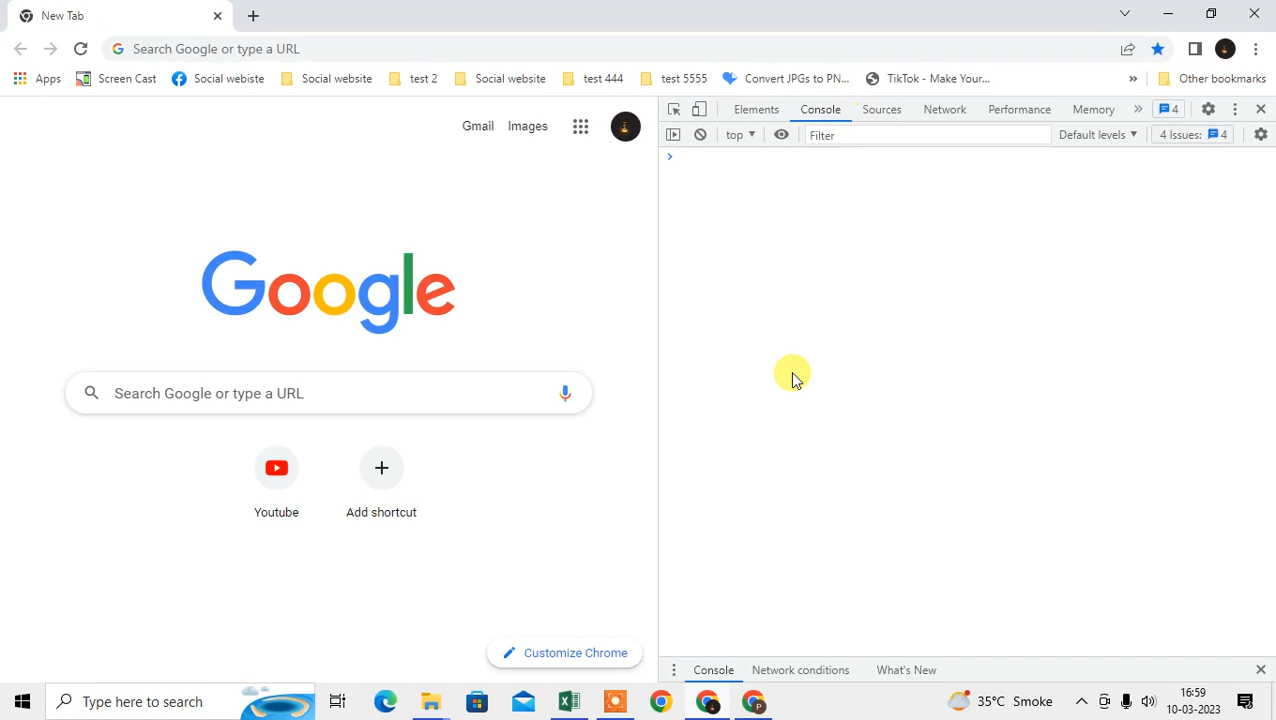 New Tab
Search Google or type a URL
Apps Screen Cast Social webiste Social website test 2 Social website test 444 test 5555 Convert JPGs to PN... TikTok - Make Your... » Other bookmarks
Elements Console Sources Network Performance Memory » 4
top Filter Default levels 4 Issues: 4
Gmail Images
Google
Search Google or type a URL
Youtube Add shortcut
Customize Chrome
Console Network conditions What's New
Type here to search 35°C Smoke 16:59
10-03-2023